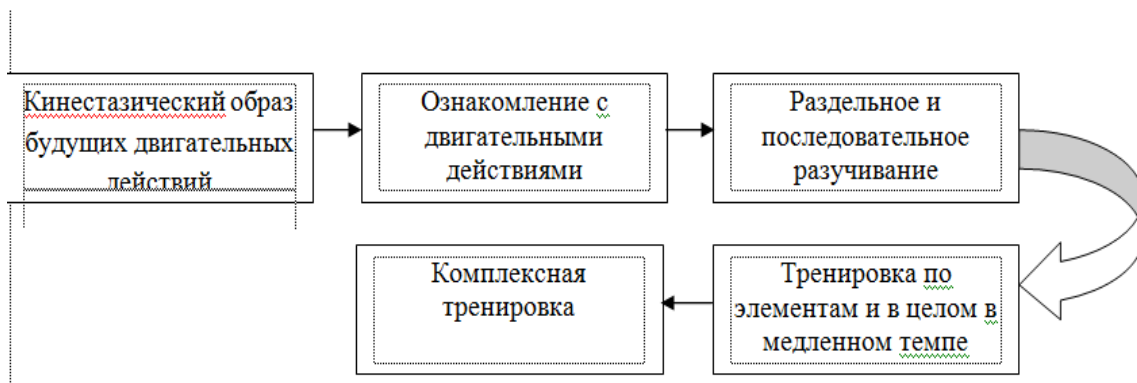 Кинестазический образ
будущих двигательных
действий
Ознакомление с
двигательными
действиями
Раздельное и
последовательное
разучивание
Тренировка по
элементам и в целом в
медленном темпе
Комплексная
тренировка